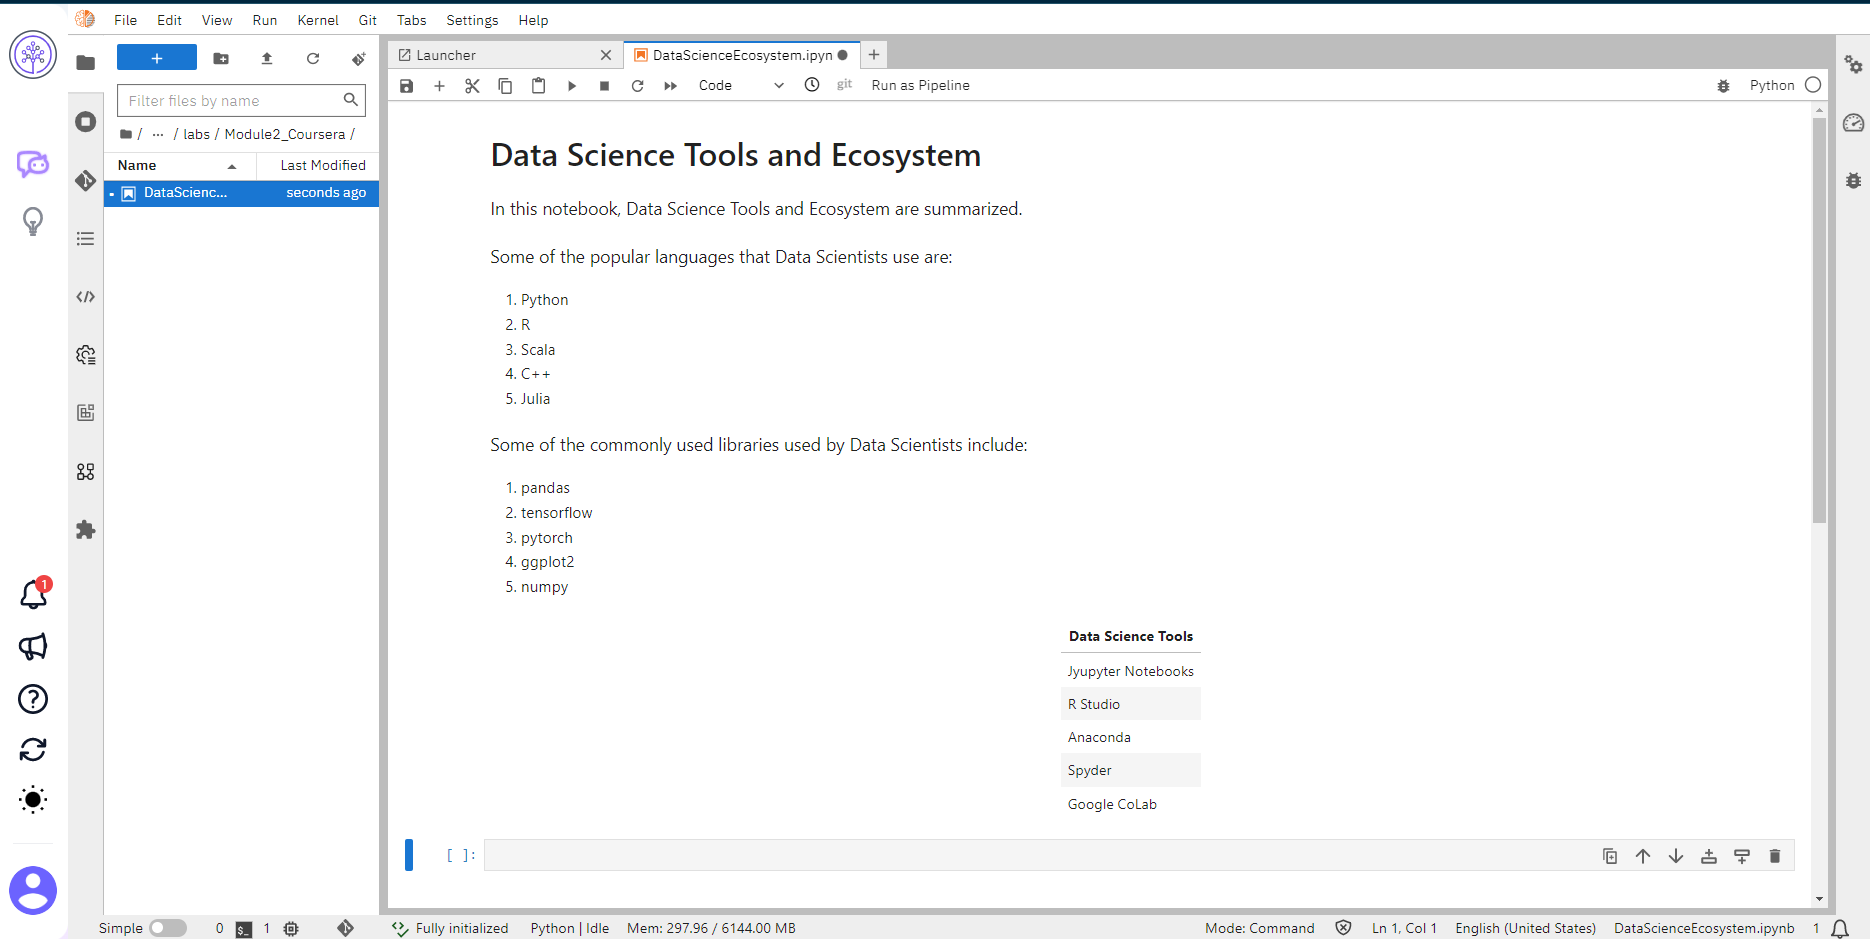 File Edit View Run Kernel Git Tabs Settings Help
Launcher
DataScienceEcosystem.ipyn
Code
git
Run as Pipeline
Python
Filter files by name
/ ... / labs / Module2_Coursera /
Name Last Modified
DataScienc... seconds ago
Data Science Tools and Ecosystem
In this notebook, Data Science Tools and Ecosystem are summarized.
Some of the popular languages that Data Scientists use are:
1. Python
2. R
3. Scala
4. C++
5. Julia
Some of the commonly used libraries used by Data Scientists include:
1. pandas
2. tensorflow
3. pytorch
4. ggplot2
5. numpy
Data Science Tools
Jyupyter Notebooks
R Studio
Anaconda
Spyder
Google CoLab
[ ]:
1
Simple 0 $_ 1 Fully initialized Python | Idle Mem: 297.96 / 6144.00 MB Mode: Command Ln 1, Col 1 English (United States) DataScienceEcosystem.ipynb 1